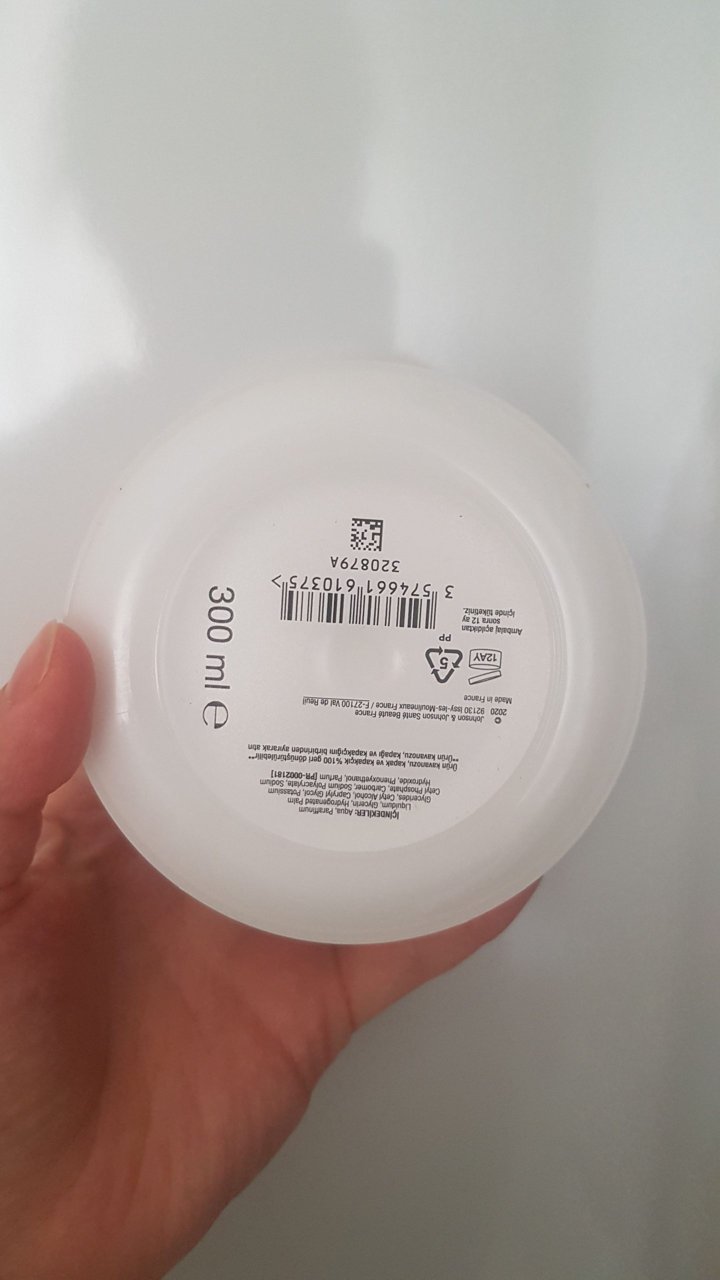 İÇİNDEKİLER: Aqua, Paraffinum
Liquidum, Glycerin, Hydrogenated Palm
Glycerides, Cetyl Alcohol, Caprylyl Glycol, Potassium
Cetyl Phosphate, Carbomer, Sodium Polyacrylate, Sodium
Hydroxide, Phenoxyethanol, Parfum [PR-0002181]
Ürün kavanozu, kapak ve kapakçık %100 geri dönüştürülebilir**
**Ürün kavanozu, kapağı ve kapakçığını birbirinden ayırarak atın
© Johnson & Johnson Santé Beauté France
2020 92130 Issy-les-Moulineaux France / F-27100 Val de Reuil
Made in France
12AY
5
PP
Ambalaj açıldıktan
sonra 12 ay
içinde tüketiniz.
3 574661 610375 >
320879A
300 ml e